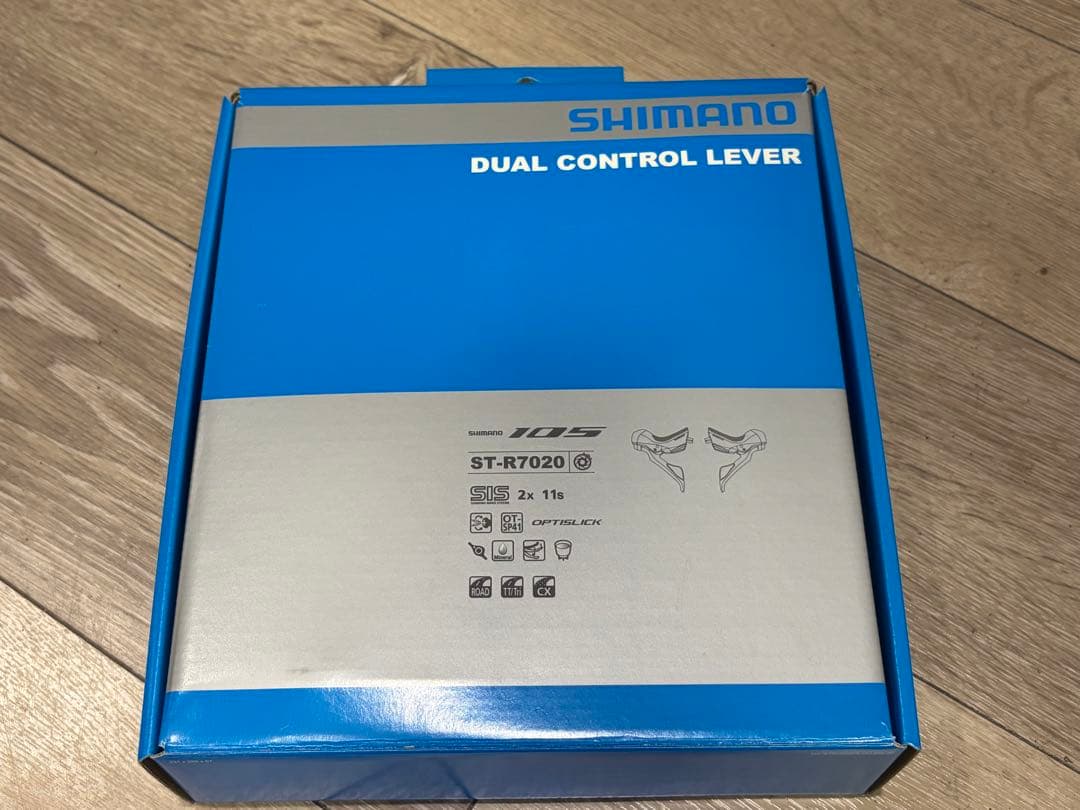 SHIMANO
DUAL CONTROL LEVER
SHIMANO 105
ST-R7020
SIS 2x 11s
OT-SP41 OPTISLICK
Mineral
ROAD TT/Tri CX